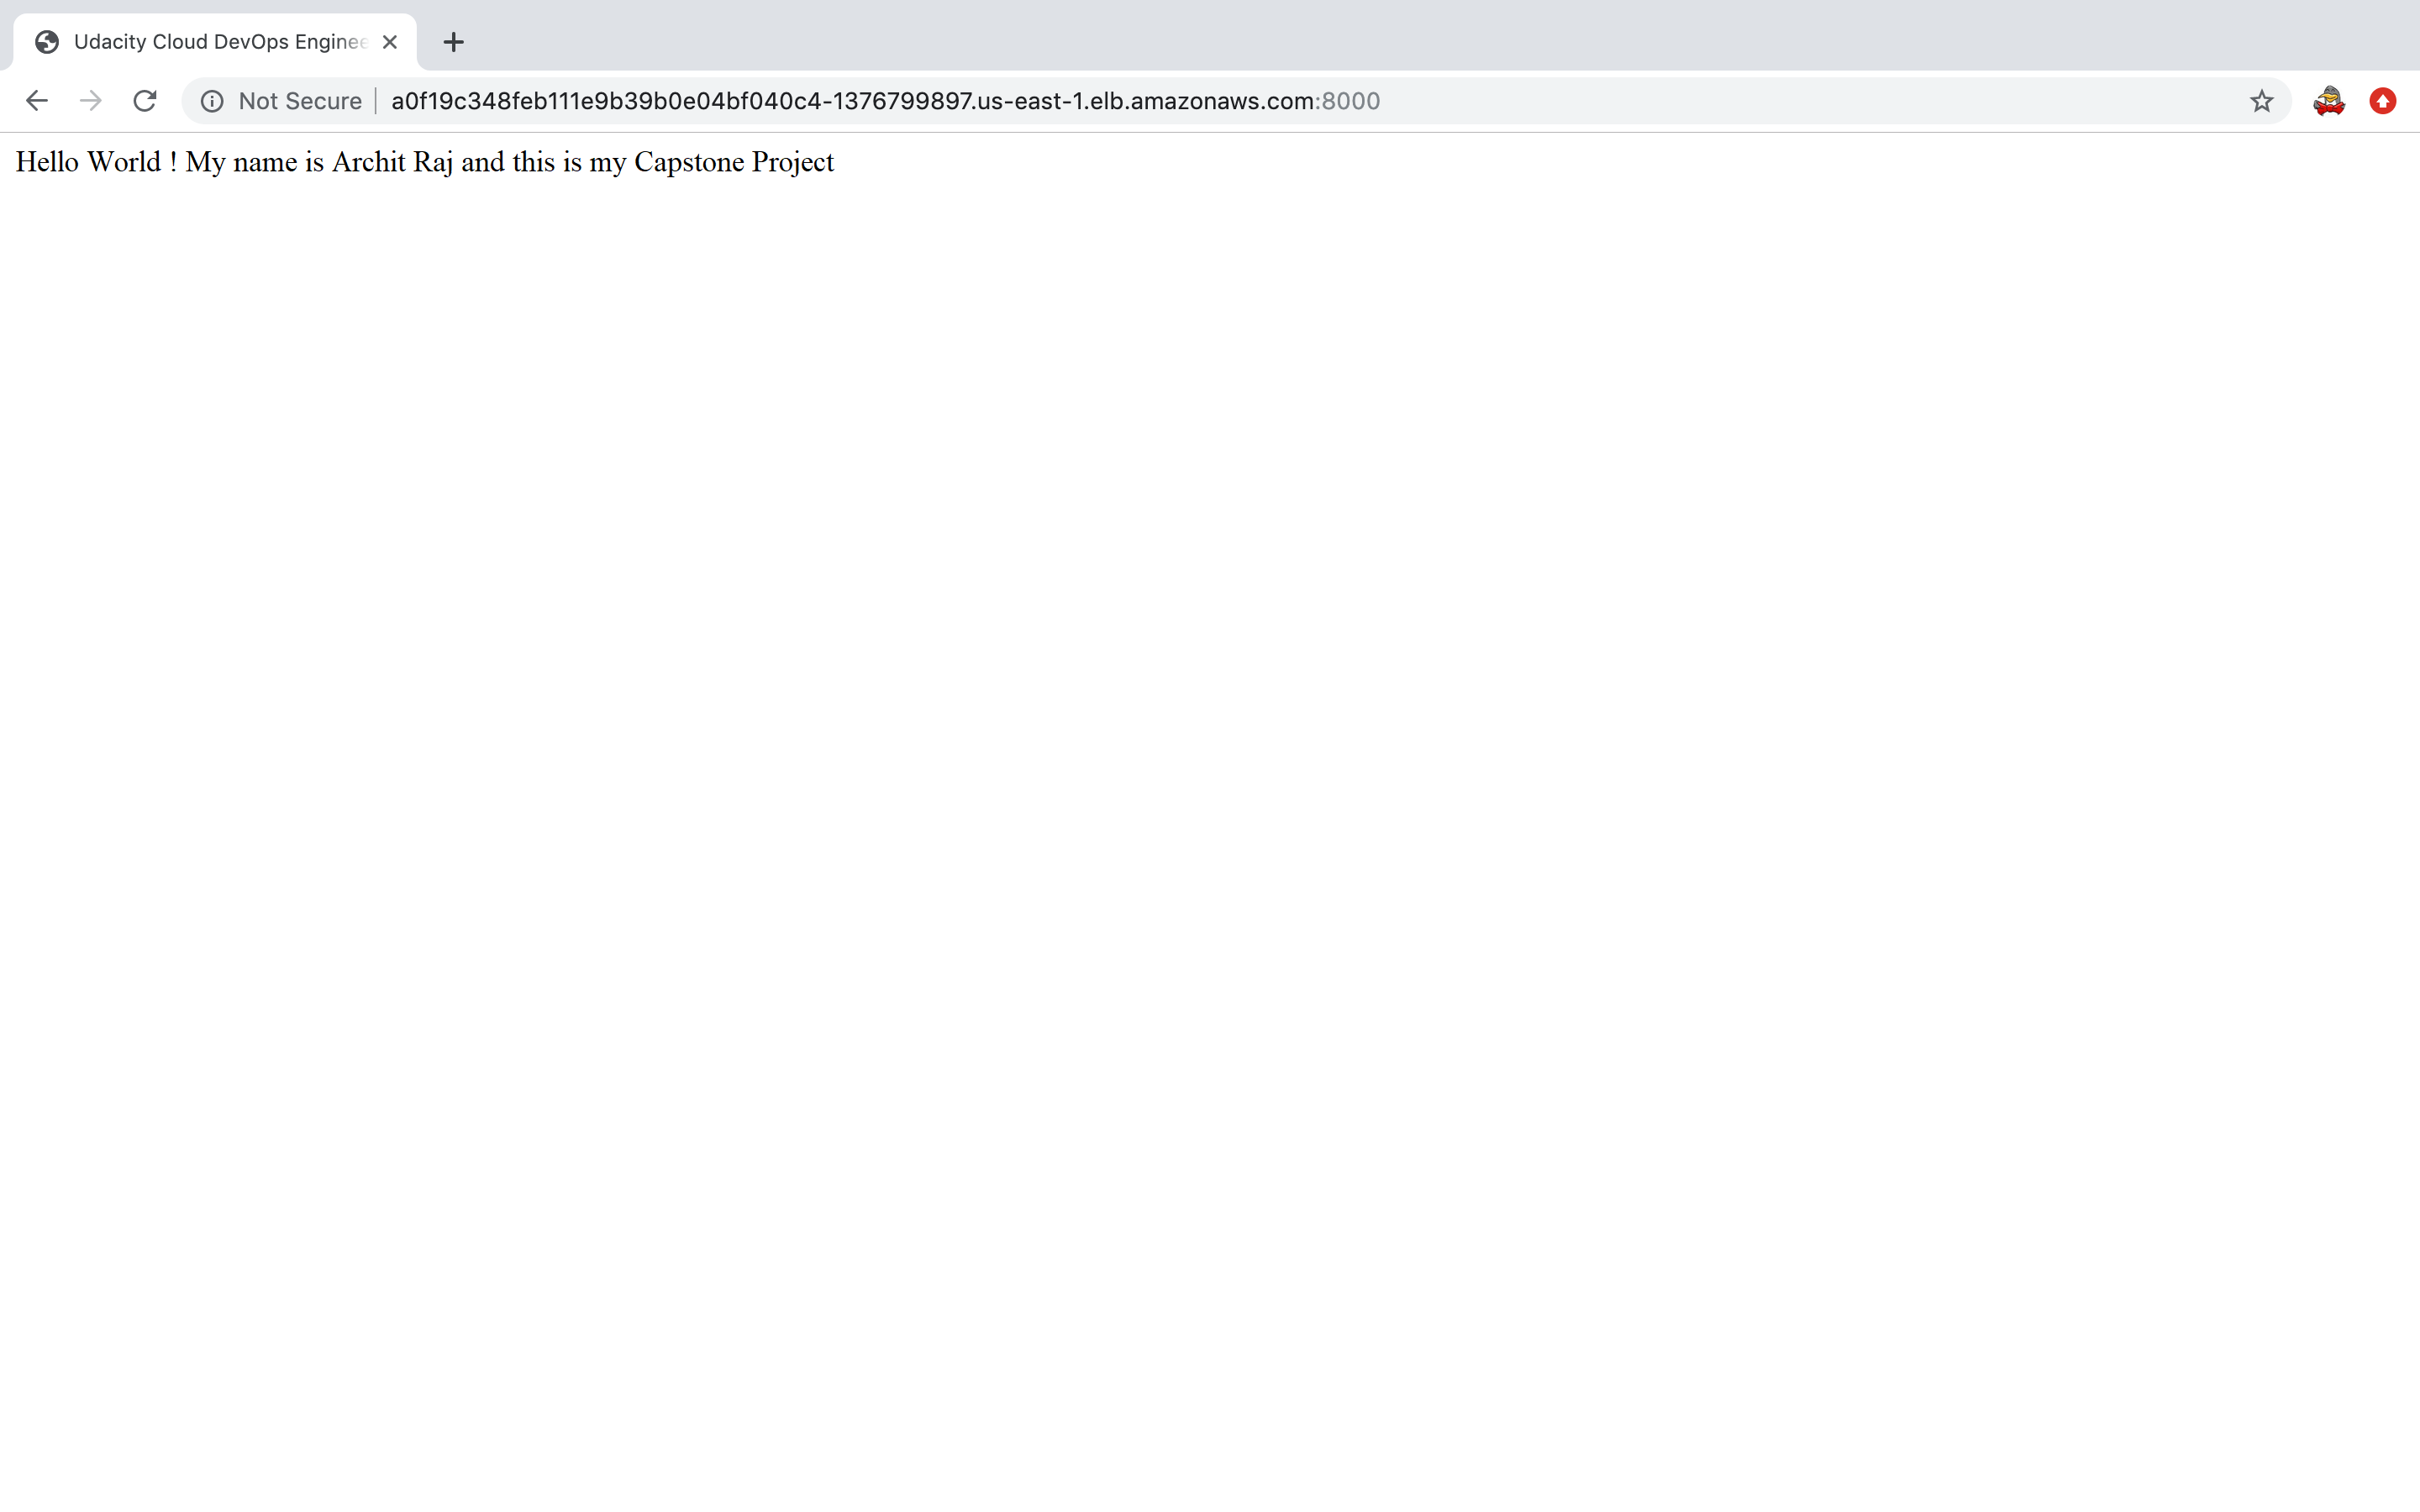 Udacity Cloud DevOps Enginee
Not Secure
a0f19c348feb111e9b39b0e04bf040c4-1376799897.us-east-1.elb.amazonaws.com:8000
Hello World ! My name is Archit Raj and this is my Capstone Project